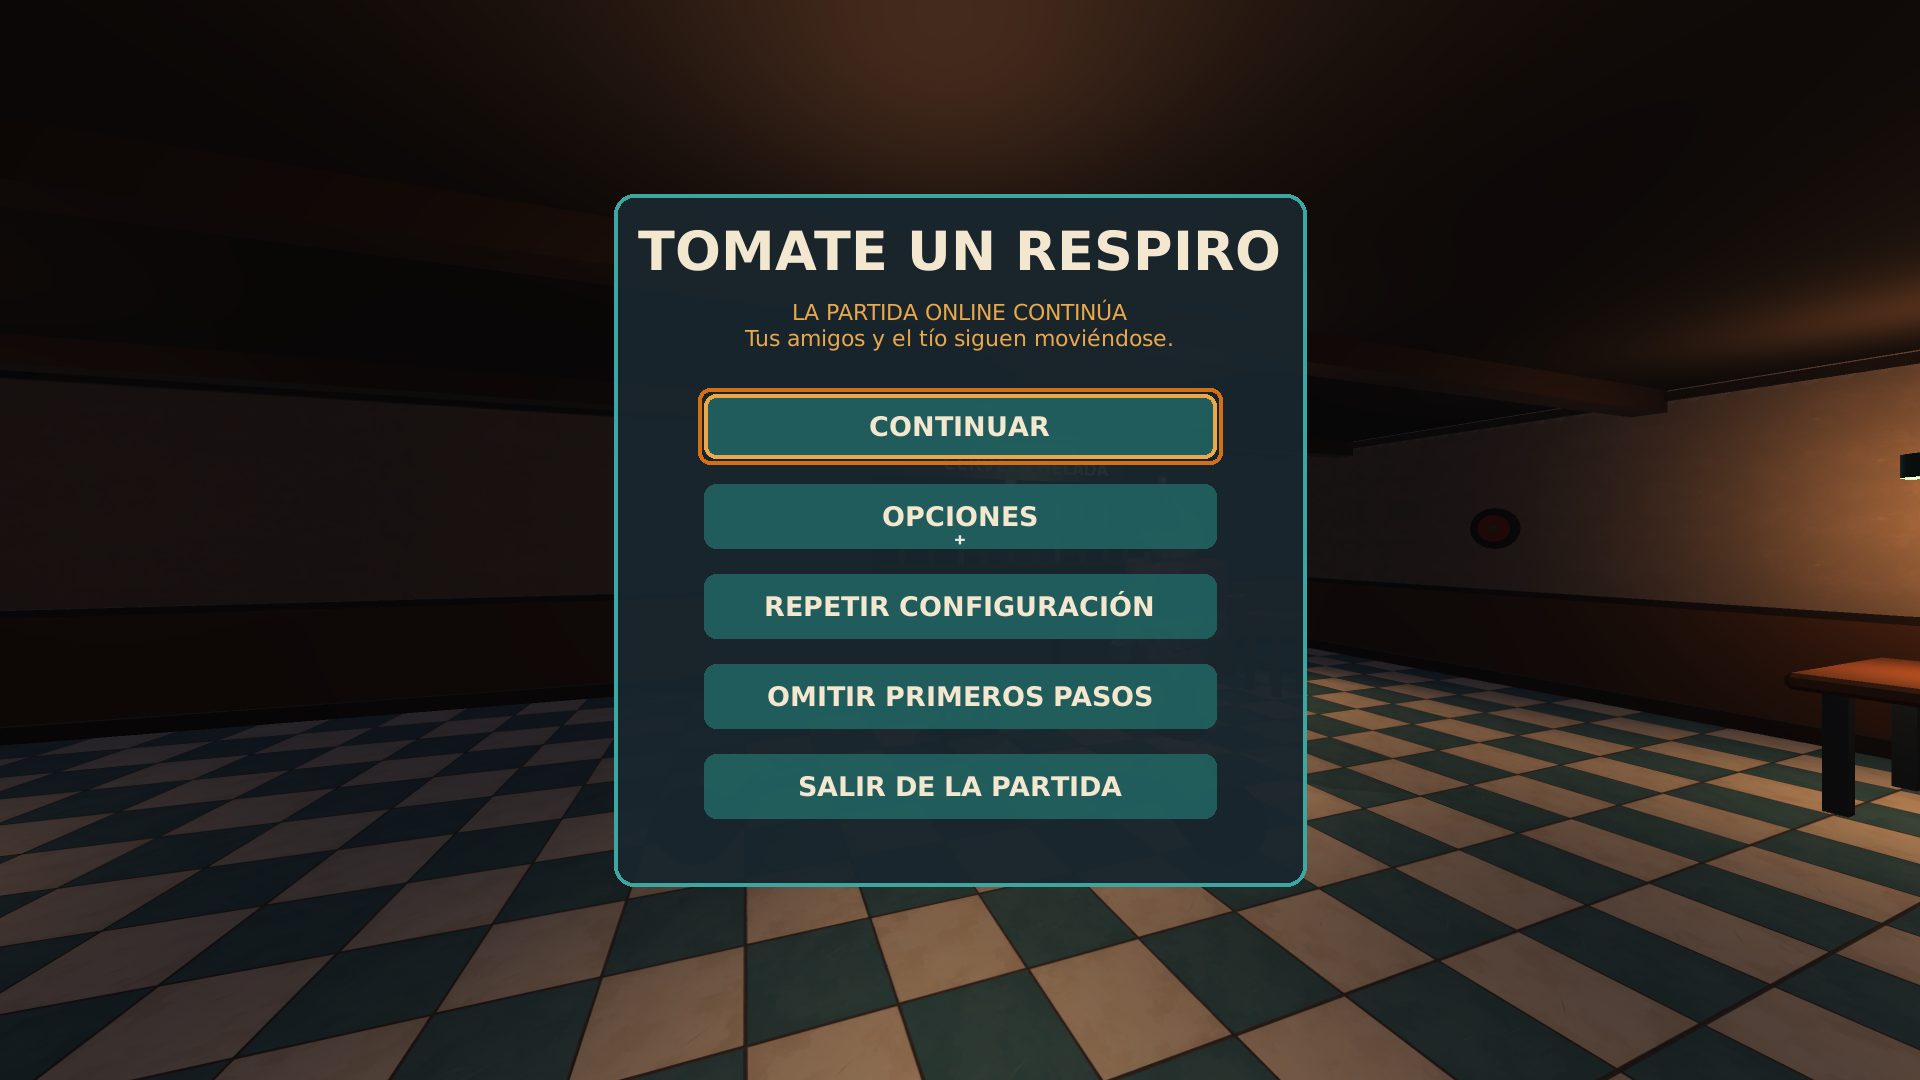 TOMATE UN RESPIRO
LA PARTIDA ONLINE CONTINÚA
Tus amigos y el tío siguen moviéndose.
CONTINUAR
OPCIONES
REPETIR CONFIGURACIÓN
OMITIR PRIMEROS PASOS
SALIR DE LA PARTIDA